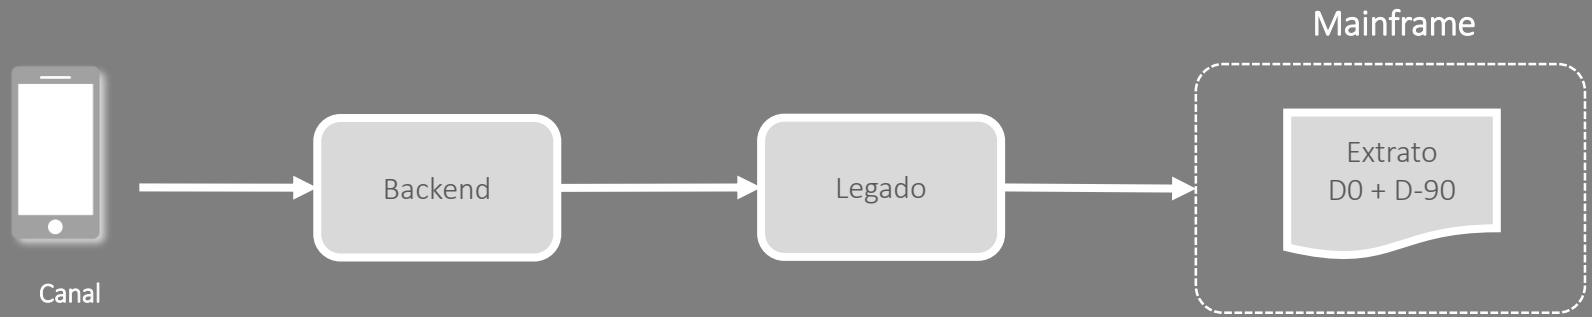 Mainframe
Extrato
D0 + D-90
Backend
Legado
Canal